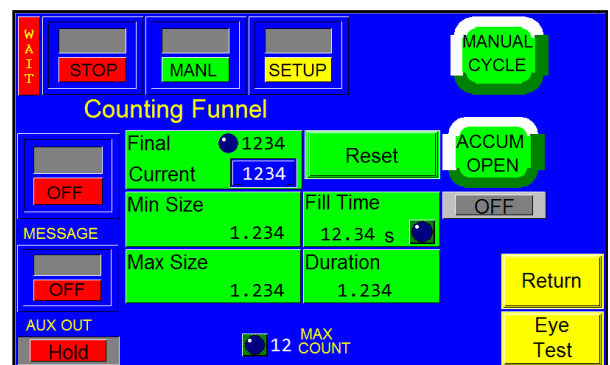 WAIT
STOP
MANL
SETUP
MANUAL
CYCLE
Counting Funnel
Final 1234
Current 1234
Reset
ACCUM
OPEN
OFF
OFF
MESSAGE
Min Size
1.234
Fill Time
12.34 s
Max Size
1.234
Duration
1.234
OFF
AUX OUT
Hold
12 MAX
COUNT
Return
Eye
Test